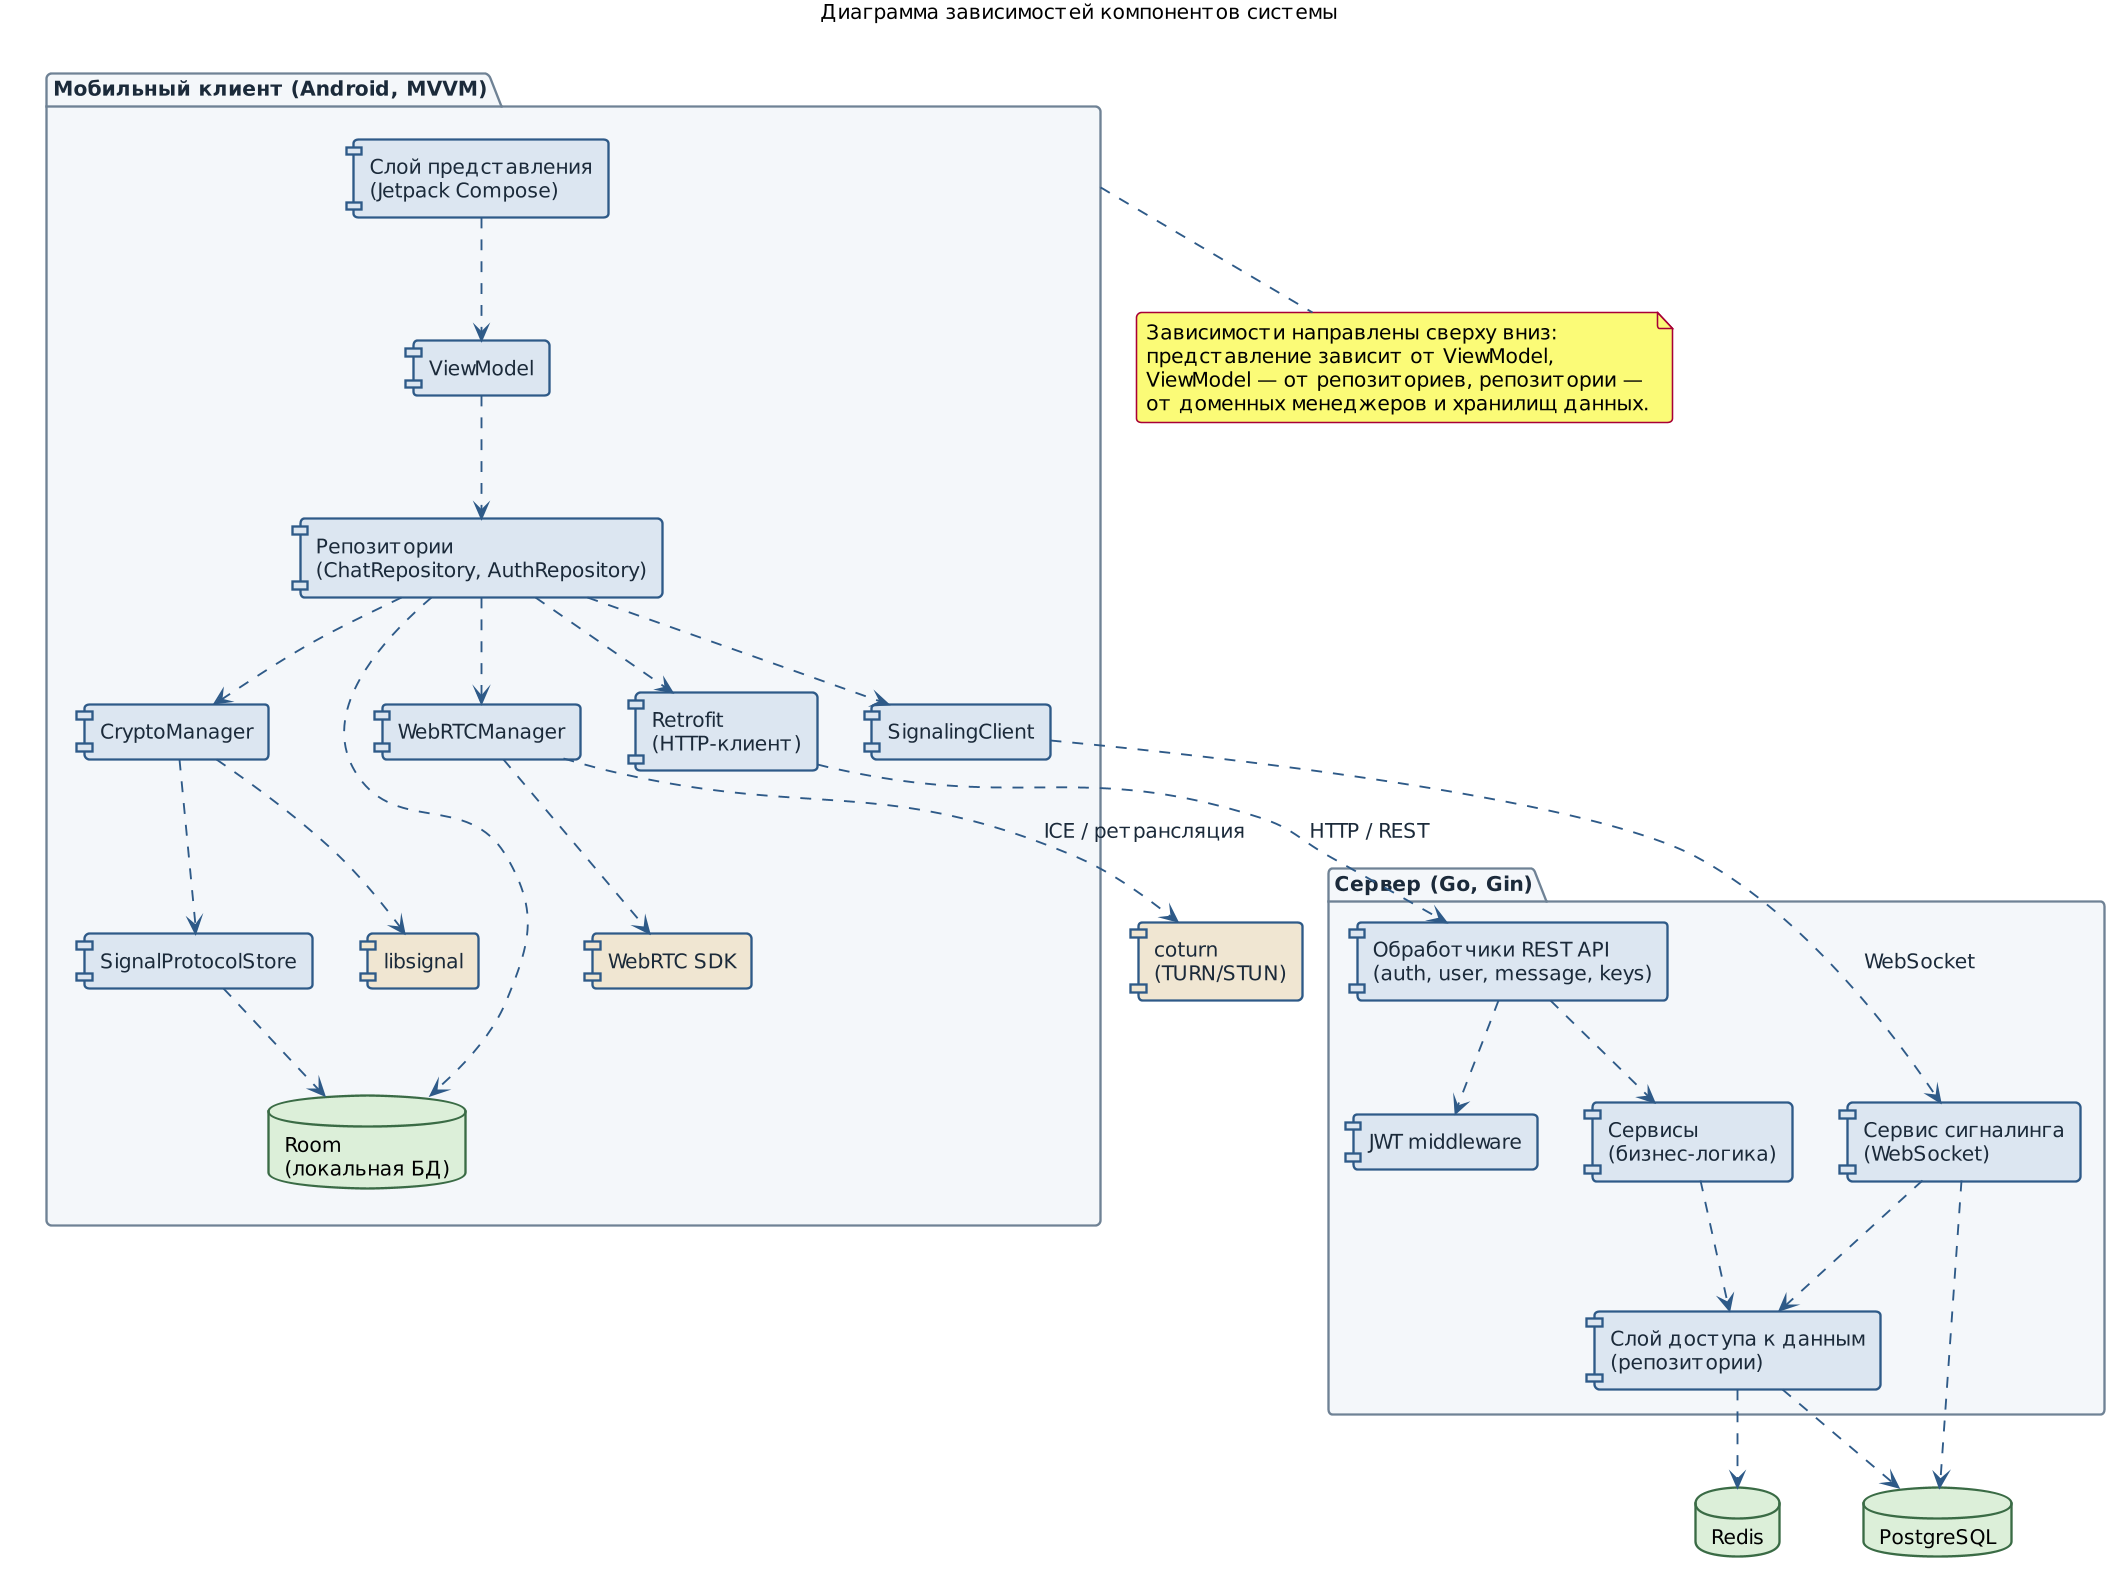 Диаграмма зависимостей компонентов системы
Мобильный клиент (Android, MVVM)
Слой представления
(Jetpack Compose)
Зависимости направлены сверху вниз:
представление зависит от ViewModel,
ViewModel — от репозиториев, репозитории —
от доменных менеджеров и хранилищ данных.
ViewModel
Репозитории
(ChatRepository, AuthRepository)
CryptoManager
WebRTCManager
Retrofit
(HTTP-клиент)
SignalingClient
ICE / ретрансляция
HTTP / REST
Сервер (Go, Gin)
SignalProtocolStore
libsignal
WebRTC SDK
coturn
(TURN/STUN)
Обработчики REST API
(auth, user, message, keys)
WebSocket
Room
(локальная БД)
JWT middleware
Сервисы
(бизнес-логика)
Сервис сигналинга
(WebSocket)
Слой доступа к данным
(репозитории)
Redis
PostgreSQL